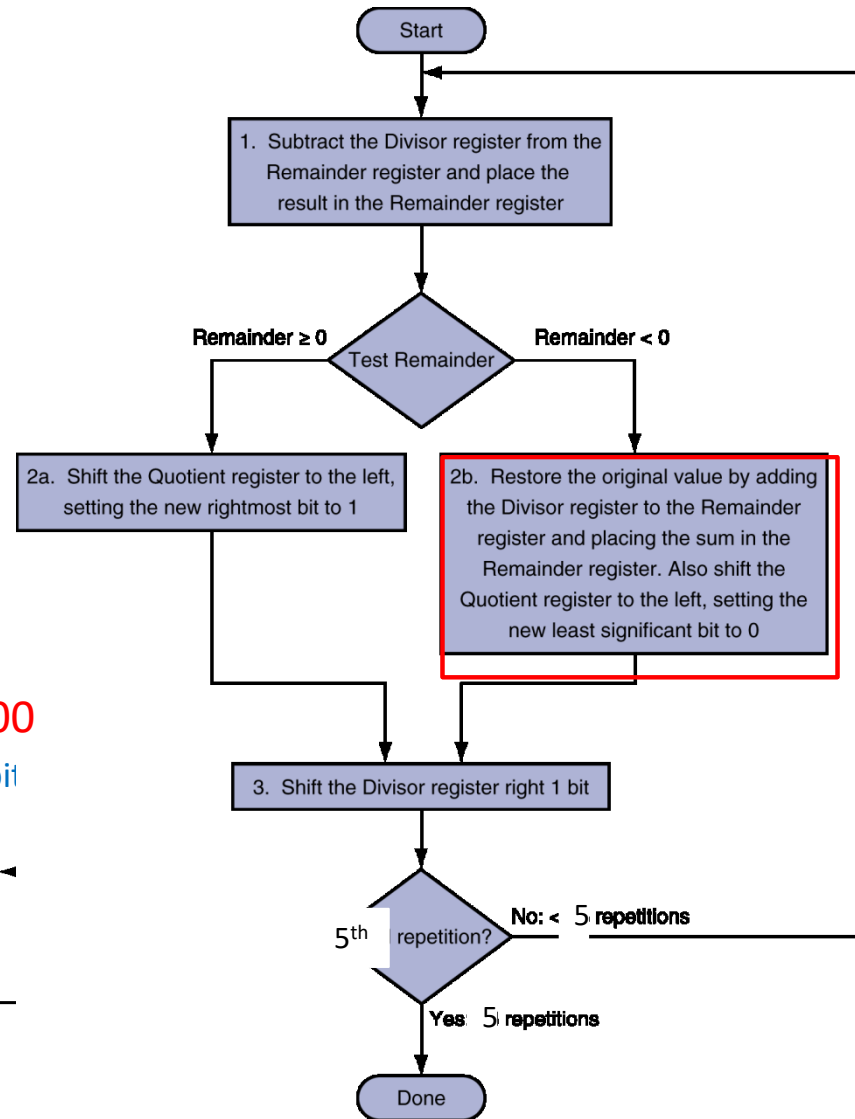 Start
1. Subtract the Divisor register from the
Remainder register and place the
result in the Remainder register
Remainder ≥ 0
Remainder < 0
Test Remainder
2a. Shift the Quotient register to the left,
setting the new rightmost bit to 1
2b. Restore the original value by adding
the Divisor register to the Remainder
register and placing the sum in the
Remainder register. Also shift the
Quotient register to the left, setting the
new least significant bit to 0
00
bit
3. Shift the Divisor register right 1 bit
5th repetition?
No: < 5 repetitions
Yes: 5 repetitions
Done